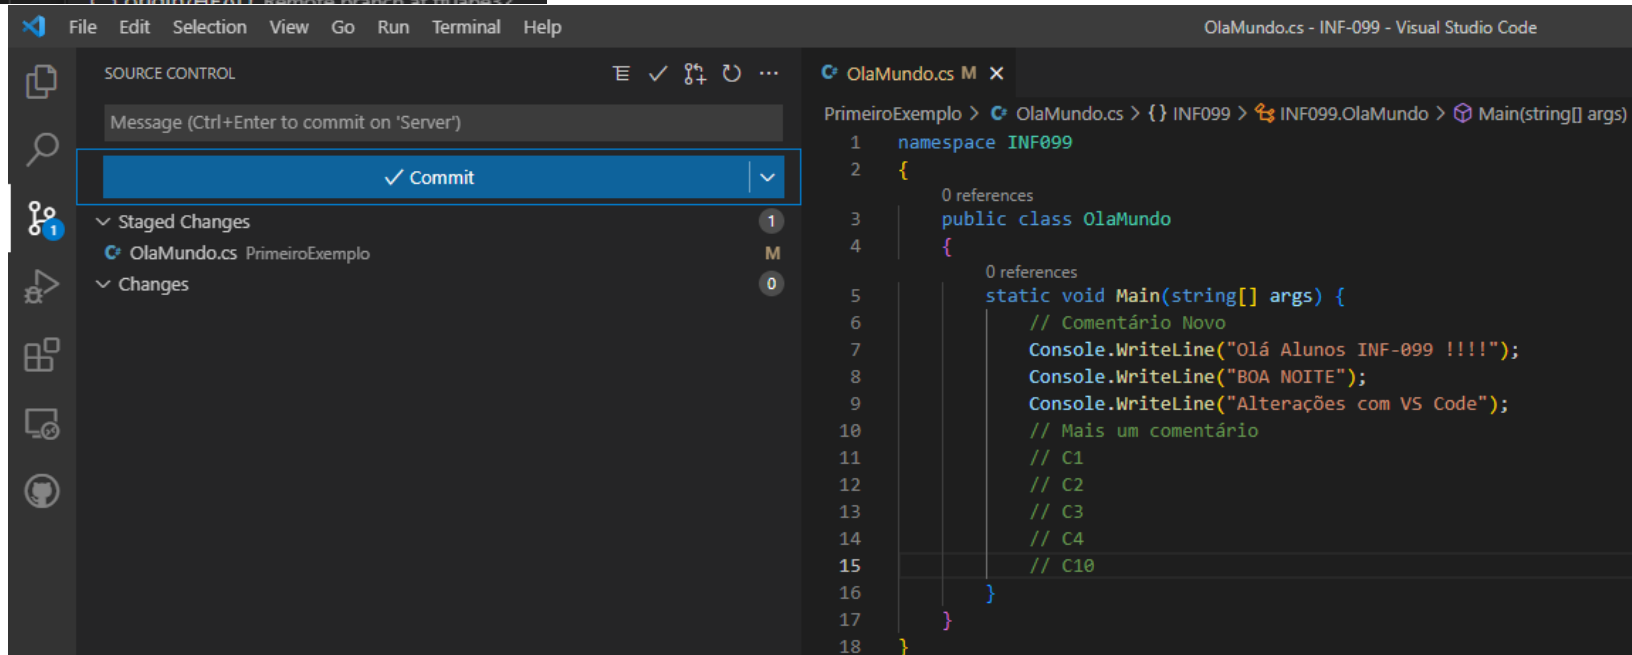 File Edit Selection View Go Run Terminal Help
OlaMundo.cs - INF-099 - Visual Studio Code
SOURCE CONTROL
Message (Ctrl+Enter to commit on 'Server')
Commit
Staged Changes 1
OlaMundo.cs PrimeiroExemplo M
Changes 0
1
OlaMundo.cs M
PrimeiroExemplo > OlaMundo.cs > {} INF099 > INF099.OlaMundo > Main(string[] args)
1 namespace INF099
2 {
0 references
3 public class OlaMundo
4 {
0 references
5 static void Main(string[] args) {
6 // Comentário Novo
7 Console.WriteLine("Olá Alunos INF-099 !!!!");
8 Console.WriteLine("BOA NOITE");
9 Console.WriteLine("Alterações com VS Code");
10 // Mais um comentário
11 // C1
12 // C2
13 // C3
14 // C4
15 // C10
16 }
17 }
18 }